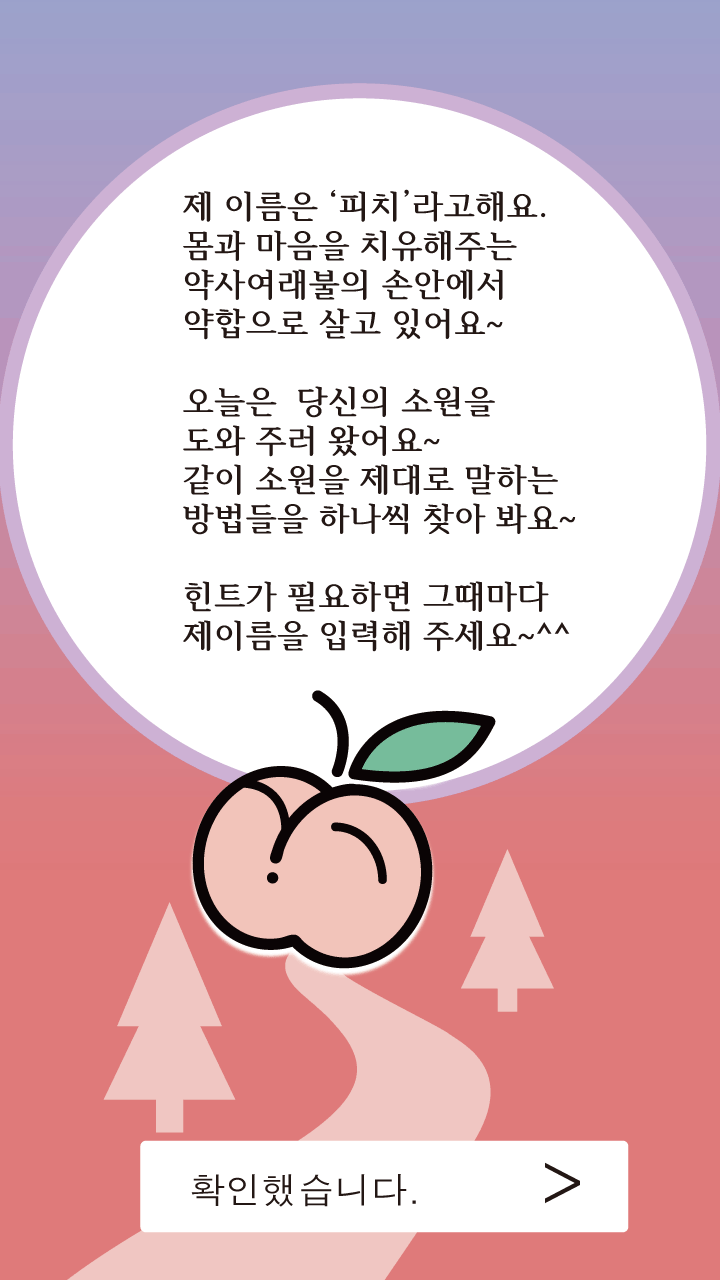 제 이름은 ‘피치’라고해요.
몸과 마음을 치유해주는
약사여래불의 손안에서
약합으로 살고 있어요~
오늘은 당신의 소원을
도와 주러 왔어요~
같이 소원을 제대로 말하는
방법들을 하나씩 찾아 봐요~
힌트가 필요하면 그때마다
제이름을 입력해 주세요~^^
확인했습니다. >